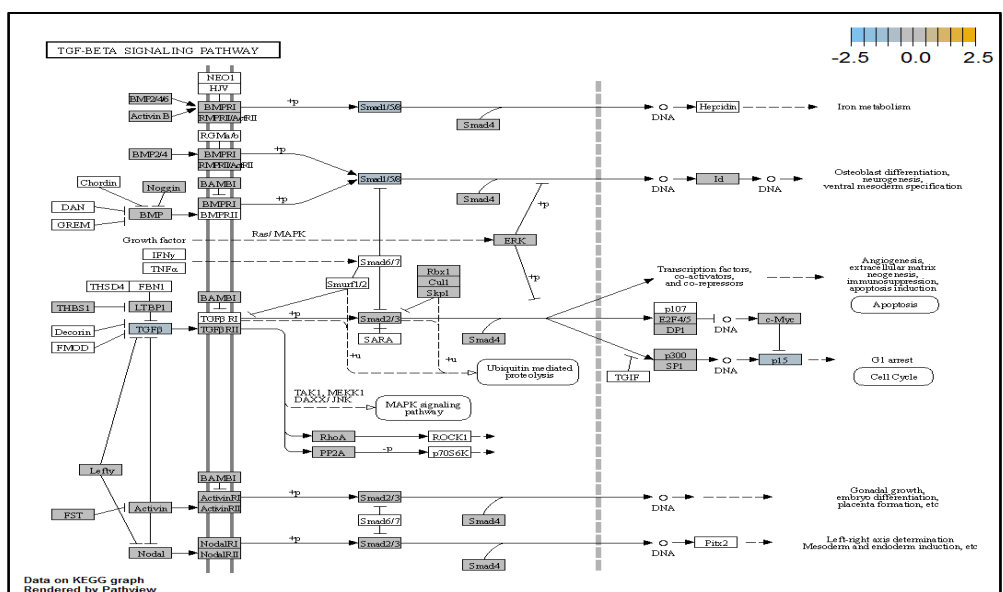 TGF-BETA SIGNALING PATHWAY
-2.5 0.0 2.5
NEO1
HJV
BMP2/4/6
Activin B
BMPRI
RMPRII/ActRII
+p
Smad1/5/8
Smad4
DNA
Hepcidin
Iron metabolism
RGMa/b
BMP2/4
BMPRI
RMPRII/ActRII
+p
Chordin
Noggin
BAMBI
BMPRI
BMPRII
DAN
GREM
BMP
+p
Smad1/5/8
Smad4
DNA
Id
DNA
Osteoblast differentiation,
neurogenesis,
ventral mesoderm specification
+p
Growth factor
Ras/MAPK
ERK
+p
IFNγ
TNFα
Smad6/7
Smurf1/2
Rbx1
Cul1
Skp1
Transcription factors,
co-activators,
and co-repressors
Angiogenesis,
extracellular matrix
neogenesis,
immunosuppression,
apoptosis induction
Apoptosis
THSD4
FBN1
THBS1
LTBP1
Decorin
FMOD
TGFβ
BAMBI
TGFβ RI
TGFβ RII
+p
Smad2/3
SARA
Smad4
p107
E2F4/5
DP1
DNA
c-Myc
p300
SP1
TGIF
DNA
p15
G1 arrest
Cell Cycle
+u
+u
Ubiquitin mediated
proteolysis
TAK1, MEKK1
DAXX/JNK
MAPK signaling
pathway
RhoA
ROCK1
PP2A
-p
p70S6K
Lefty
BAMBI
FST
Activin
ActivinRI
ActivinRII
+p
Smad2/3
Smad4
DNA
Gonadal growth,
embryo differentiation,
placenta formation, etc
Smad6/7
Nodal
NodalRI
NodalRII
+p
Smad2/3
Smad4
DNA
Pitx2
Left-right axis determination
Mesoderm and endoderm induction, etc
Data on KEGG graph
Rendered by Pathview